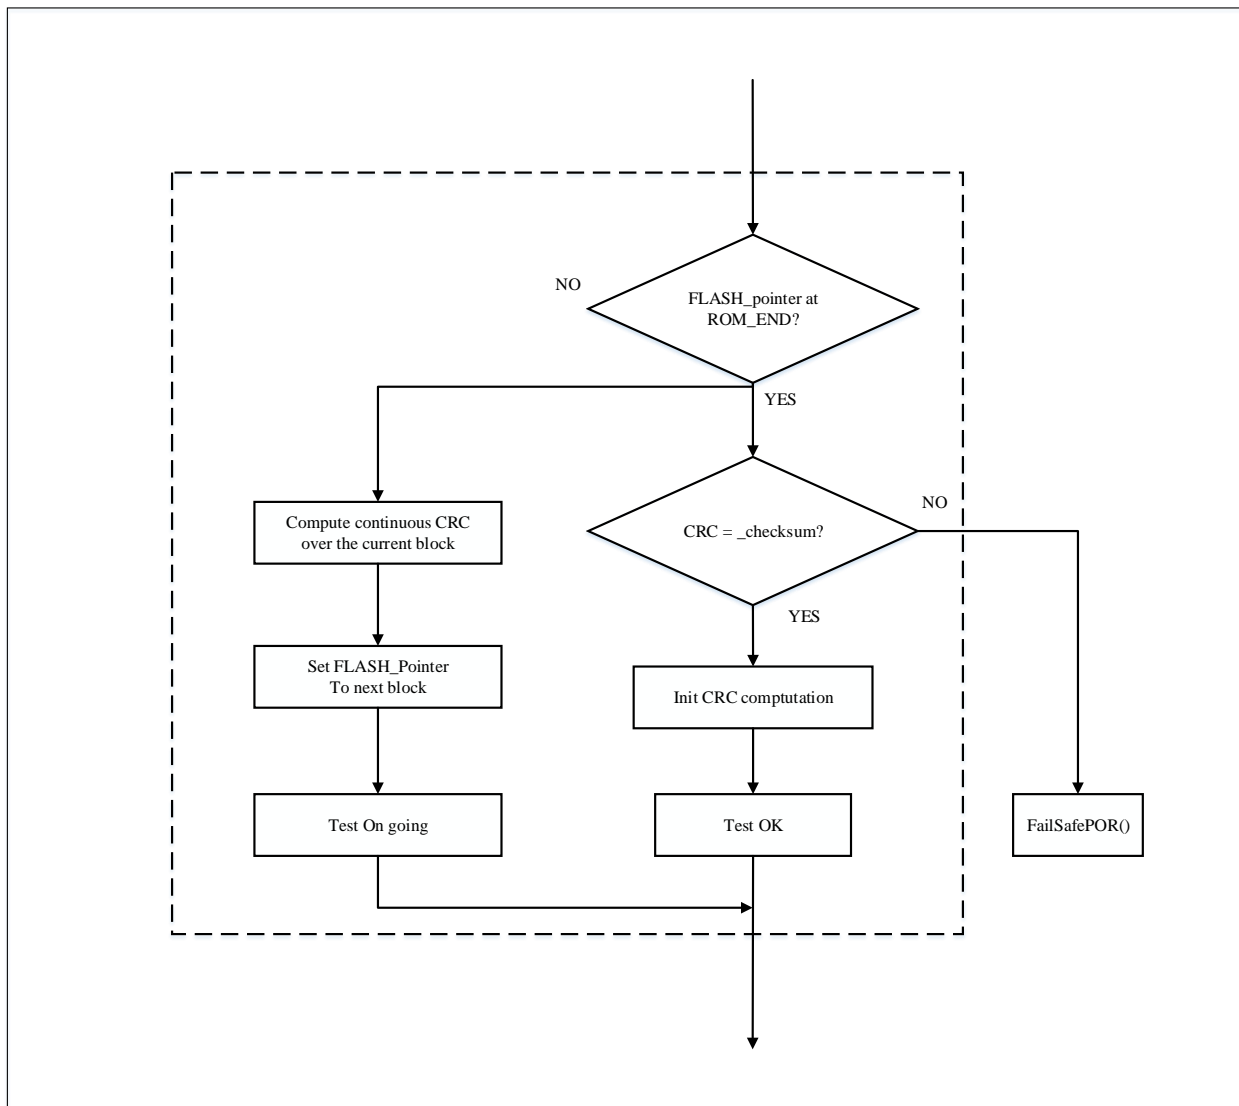 NO
FLASH_pointer at
ROM_END?
YES
Compute continuous CRC
over the current block
CRC = _checksum?
NO
YES
Set FLASH_Pointer
To next block
Init CRC comptutation
Test On going
Test OK
FailSafePOR()